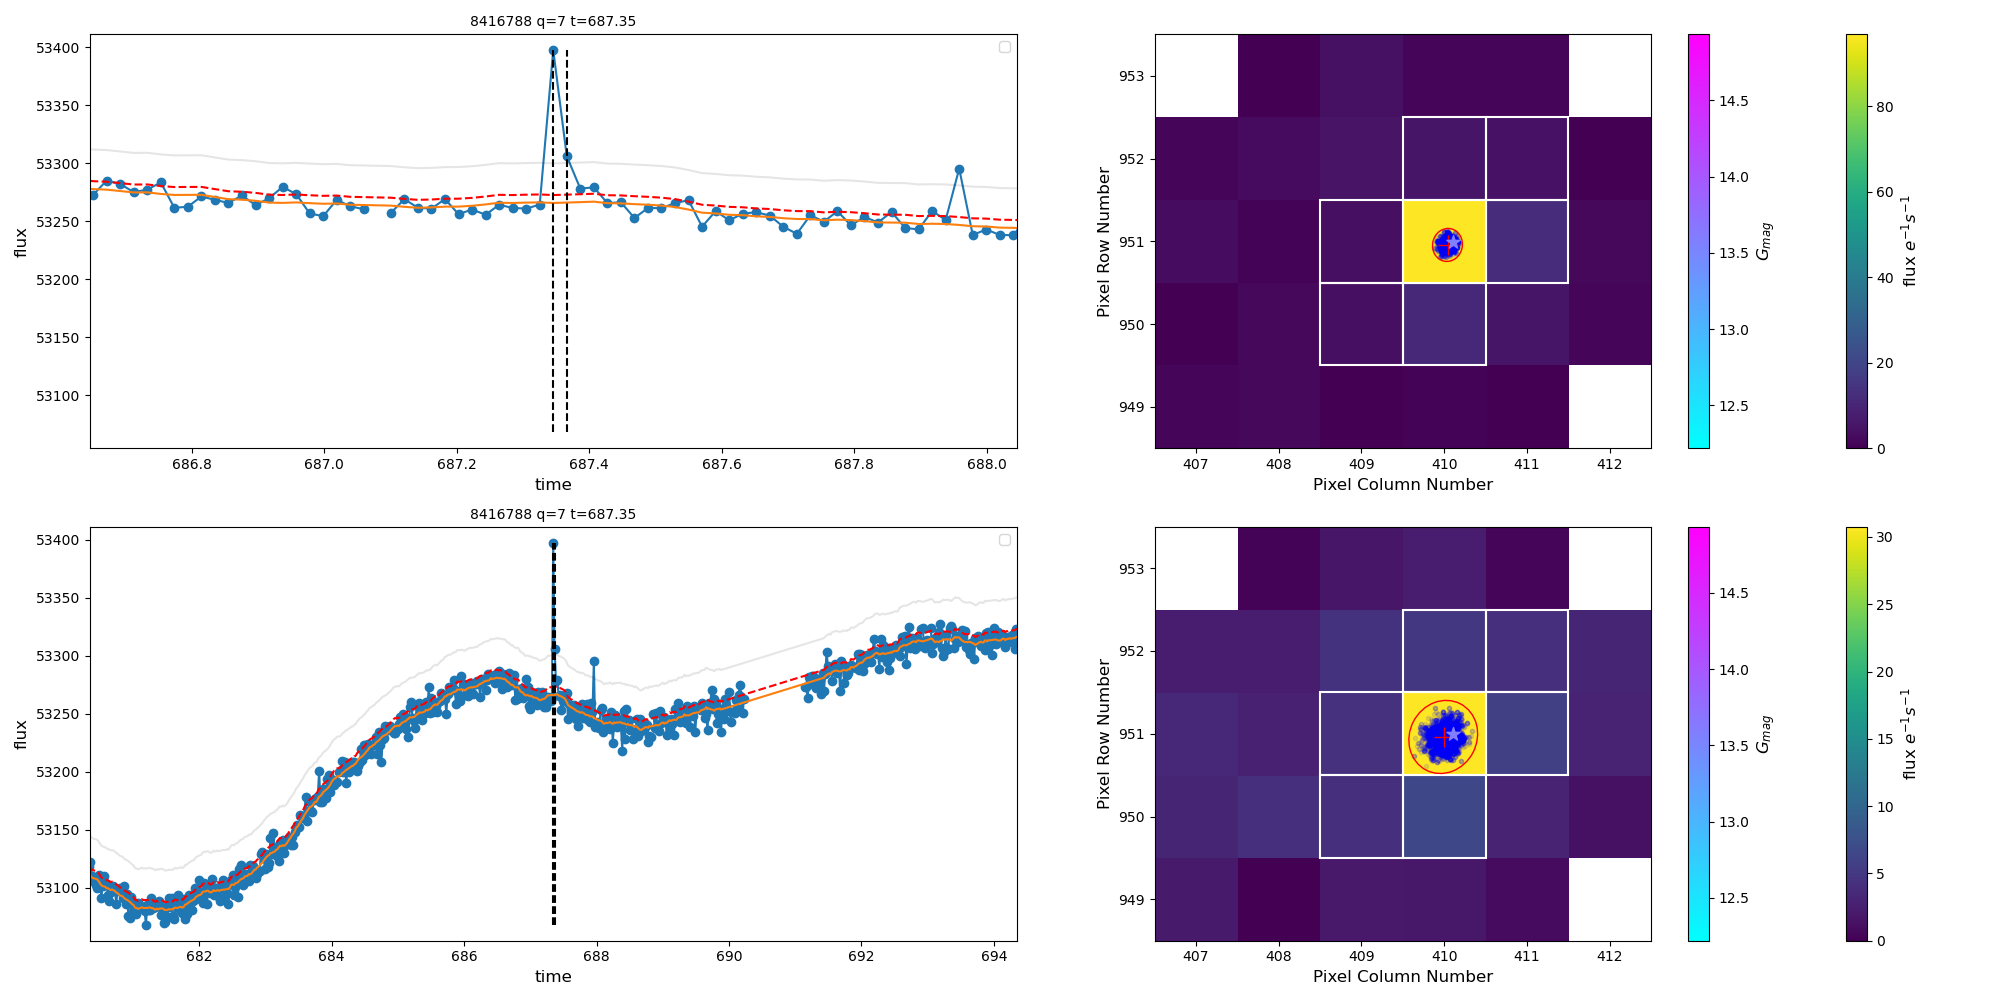 8416788 q=7 t=687.35
53400
53350
53300
53250
53200
53150
53100
flux
686.8 687.0 687.2 687.4 687.6 687.8 688.0
time
953
952
951
950
949
Pixel Row Number
407 408 409 410 411 412
Pixel Column Number
14.5
14.0
13.5
13.0
12.5
G_mag
80
60
40
20
0
flux e⁻¹s⁻¹
8416788 q=7 t=687.35
53400
53350
53300
53250
53200
53150
53100
flux
682 684 686 688 690 692 694
time
953
952
951
950
949
Pixel Row Number
407 408 409 410 411 412
Pixel Column Number
14.5
14.0
13.5
13.0
12.5
G_mag
30
25
20
15
10
5
0
flux e⁻¹s⁻¹